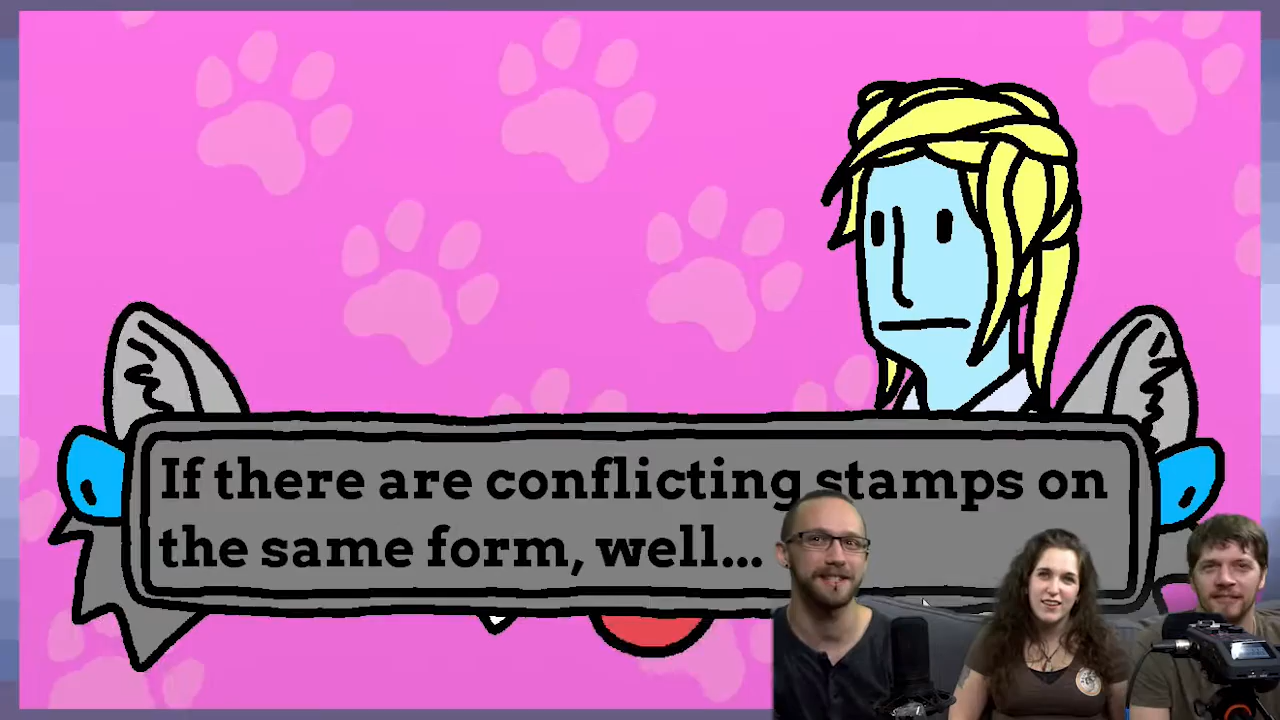 If there are conflicting stamps on
the same form, well...